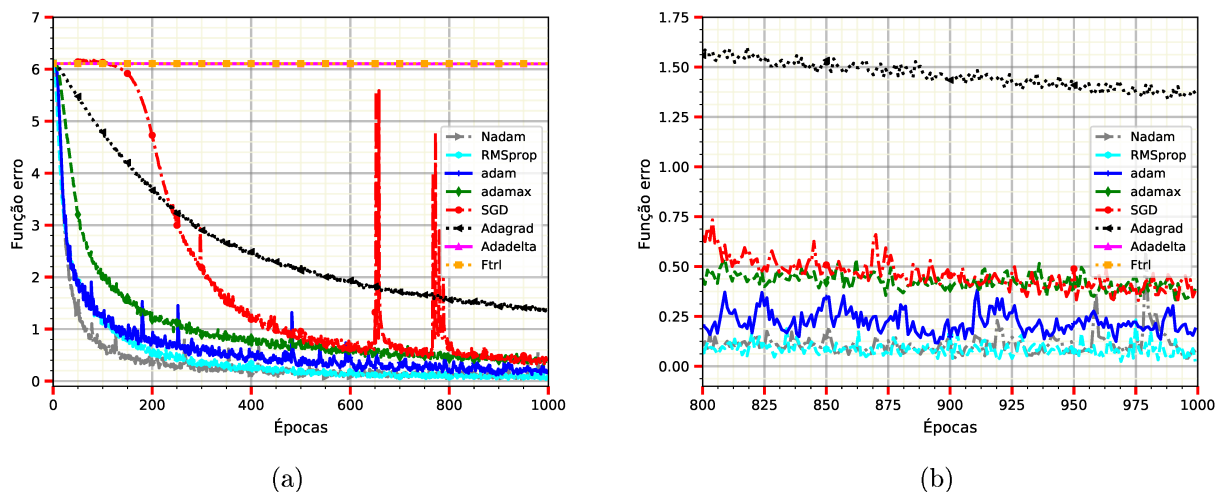 7
6
5
4
3
2
1
0
Função erro
0 200 400 600 800 1000
Épocas
Nadam
RMSprop
adam
adamax
SGD
Adagrad
Adadelta
Ftrl
(a)
1.75
1.50
1.25
1.00
0.75
0.50
0.25
0.00
Função erro
800 825 850 875 900 925 950 975 1000
Épocas
Nadam
RMSprop
adam
adamax
SGD
Adagrad
Adadelta
Ftrl
(b)